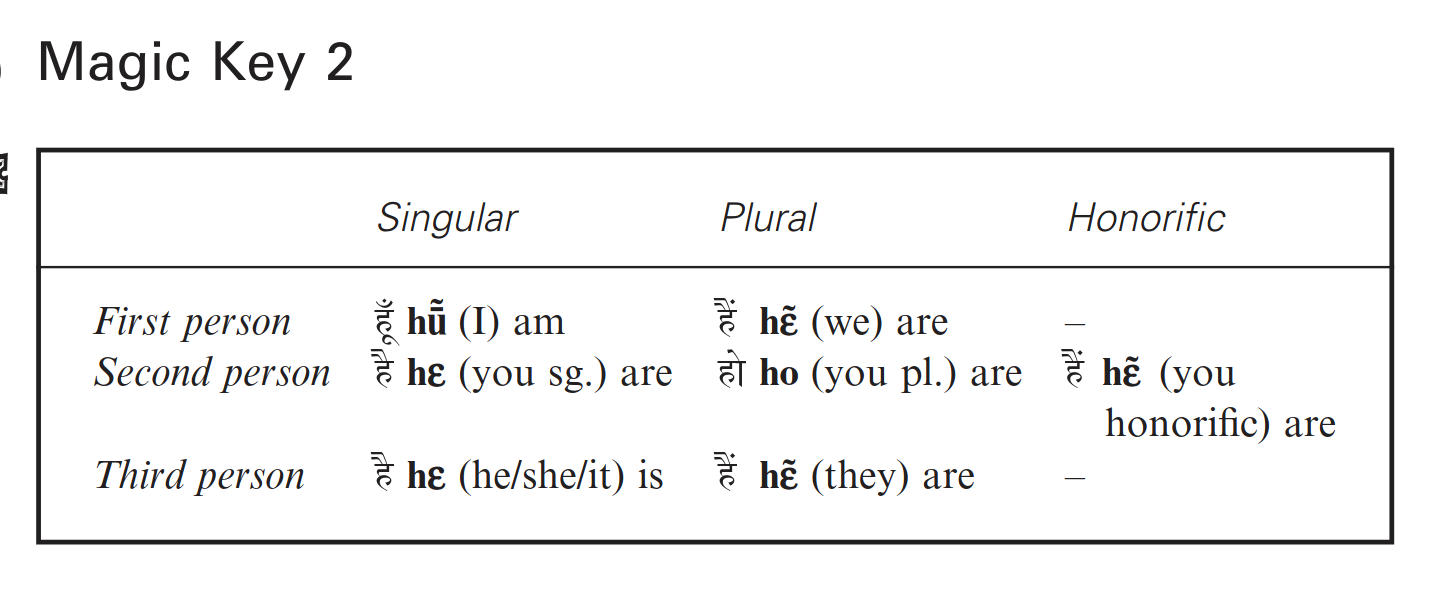 Magic Key 2
Singular Plural Honorific
First person हूँ hū̃ (I) am हैं hɛ̃ (we) are –
Second person है hɛ (you sg.) are हो ho (you pl.) are हैं hɛ̃ (you
honorific) are
Third person है hɛ (he/she/it) is हैं hɛ̃ (they) are –